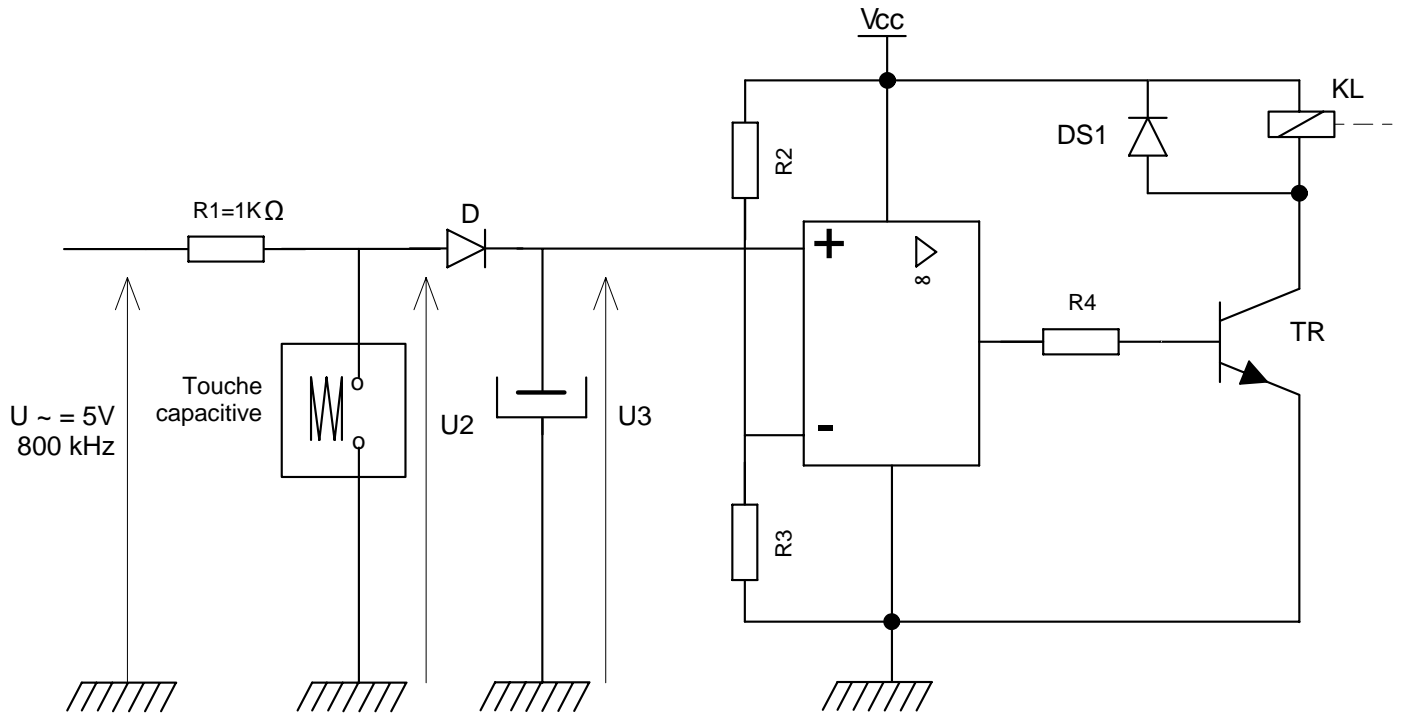 Vcc
KL
DS1
R2
R1=1KΩ
D
+
∞
R4
TR
Touche
capacitive
U ~ = 5V
800 kHz
U2
U3
-
R3